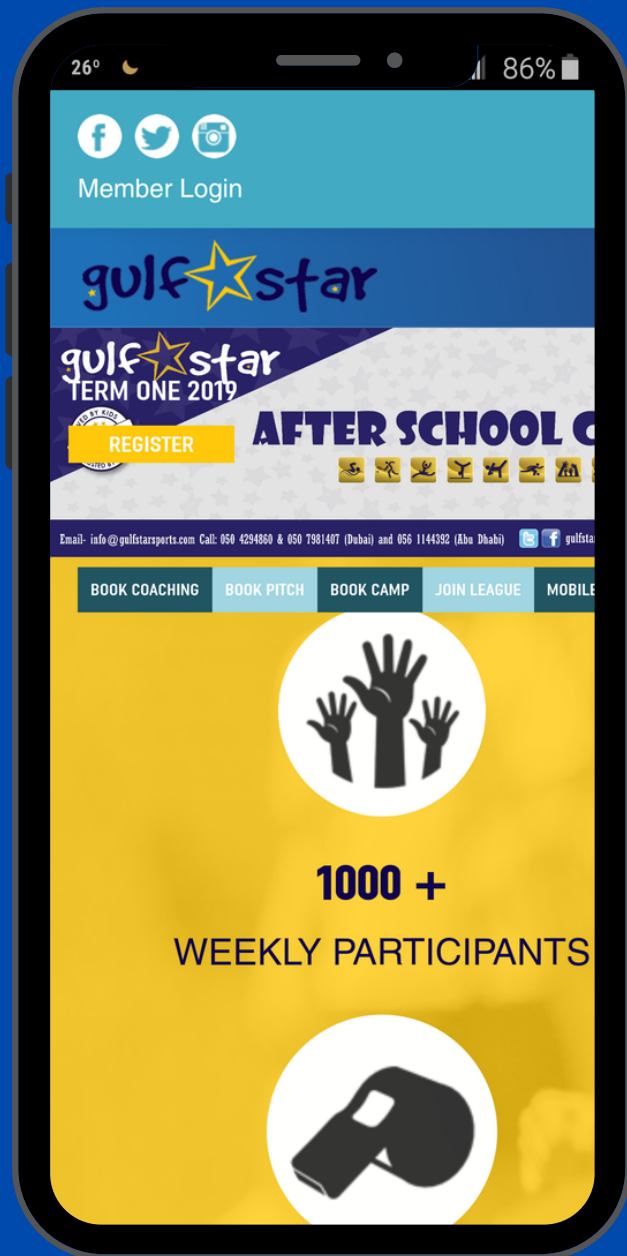 26°
86%
Member Login
gulf star
gulf star
TERM ONE 2019
REGISTER
AFTER SCHOOL C
Email- info@gulfstarsports.com Call: 050 4294860 & 050 7981407 (Dubai) and 056 1144392 (Abu Dhabi) gulfsta
BOOK COACHING
BOOK PITCH
BOOK CAMP
JOIN LEAGUE
MOBILE
1000 +
WEEKLY PARTICIPANTS